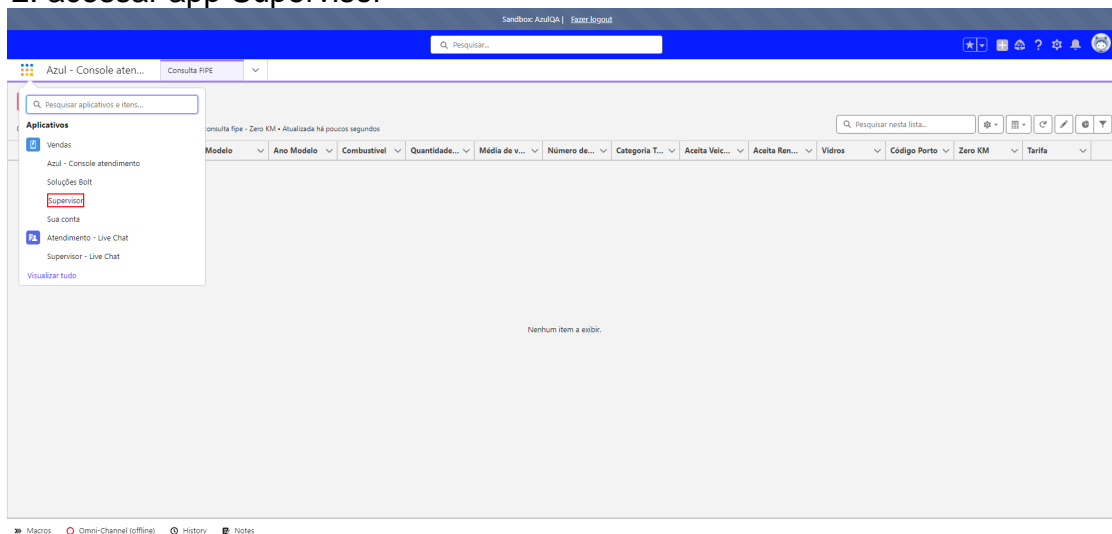 2. acessar app Supervisor
Sandbox: AzulQA | Fazer logout
Pesquisar...
Azul - Console aten...
Consulta FIPE
Pesquisar aplicativos e itens...
Aplicativos
Vendas
Azul - Console atendimento
Soluções Bolt
Supervisor
Sua conta
Atendimento - Live Chat
Supervisor - Live Chat
Visualizar tudo
onsulta fipe - Zero KM • Atualizada há poucos segundos
Pesquisar nesta lista...
Modelo
Ano Modelo
Combustível
Quantidade...
Média de v...
Número de...
Categoria T...
Aceita Veic...
Aceita Ren...
Vidros
Código Porto
Zero KM
Tarifa
Nenhum item a exibir.
Macros
Omni-Channel (offline)
History
Notes